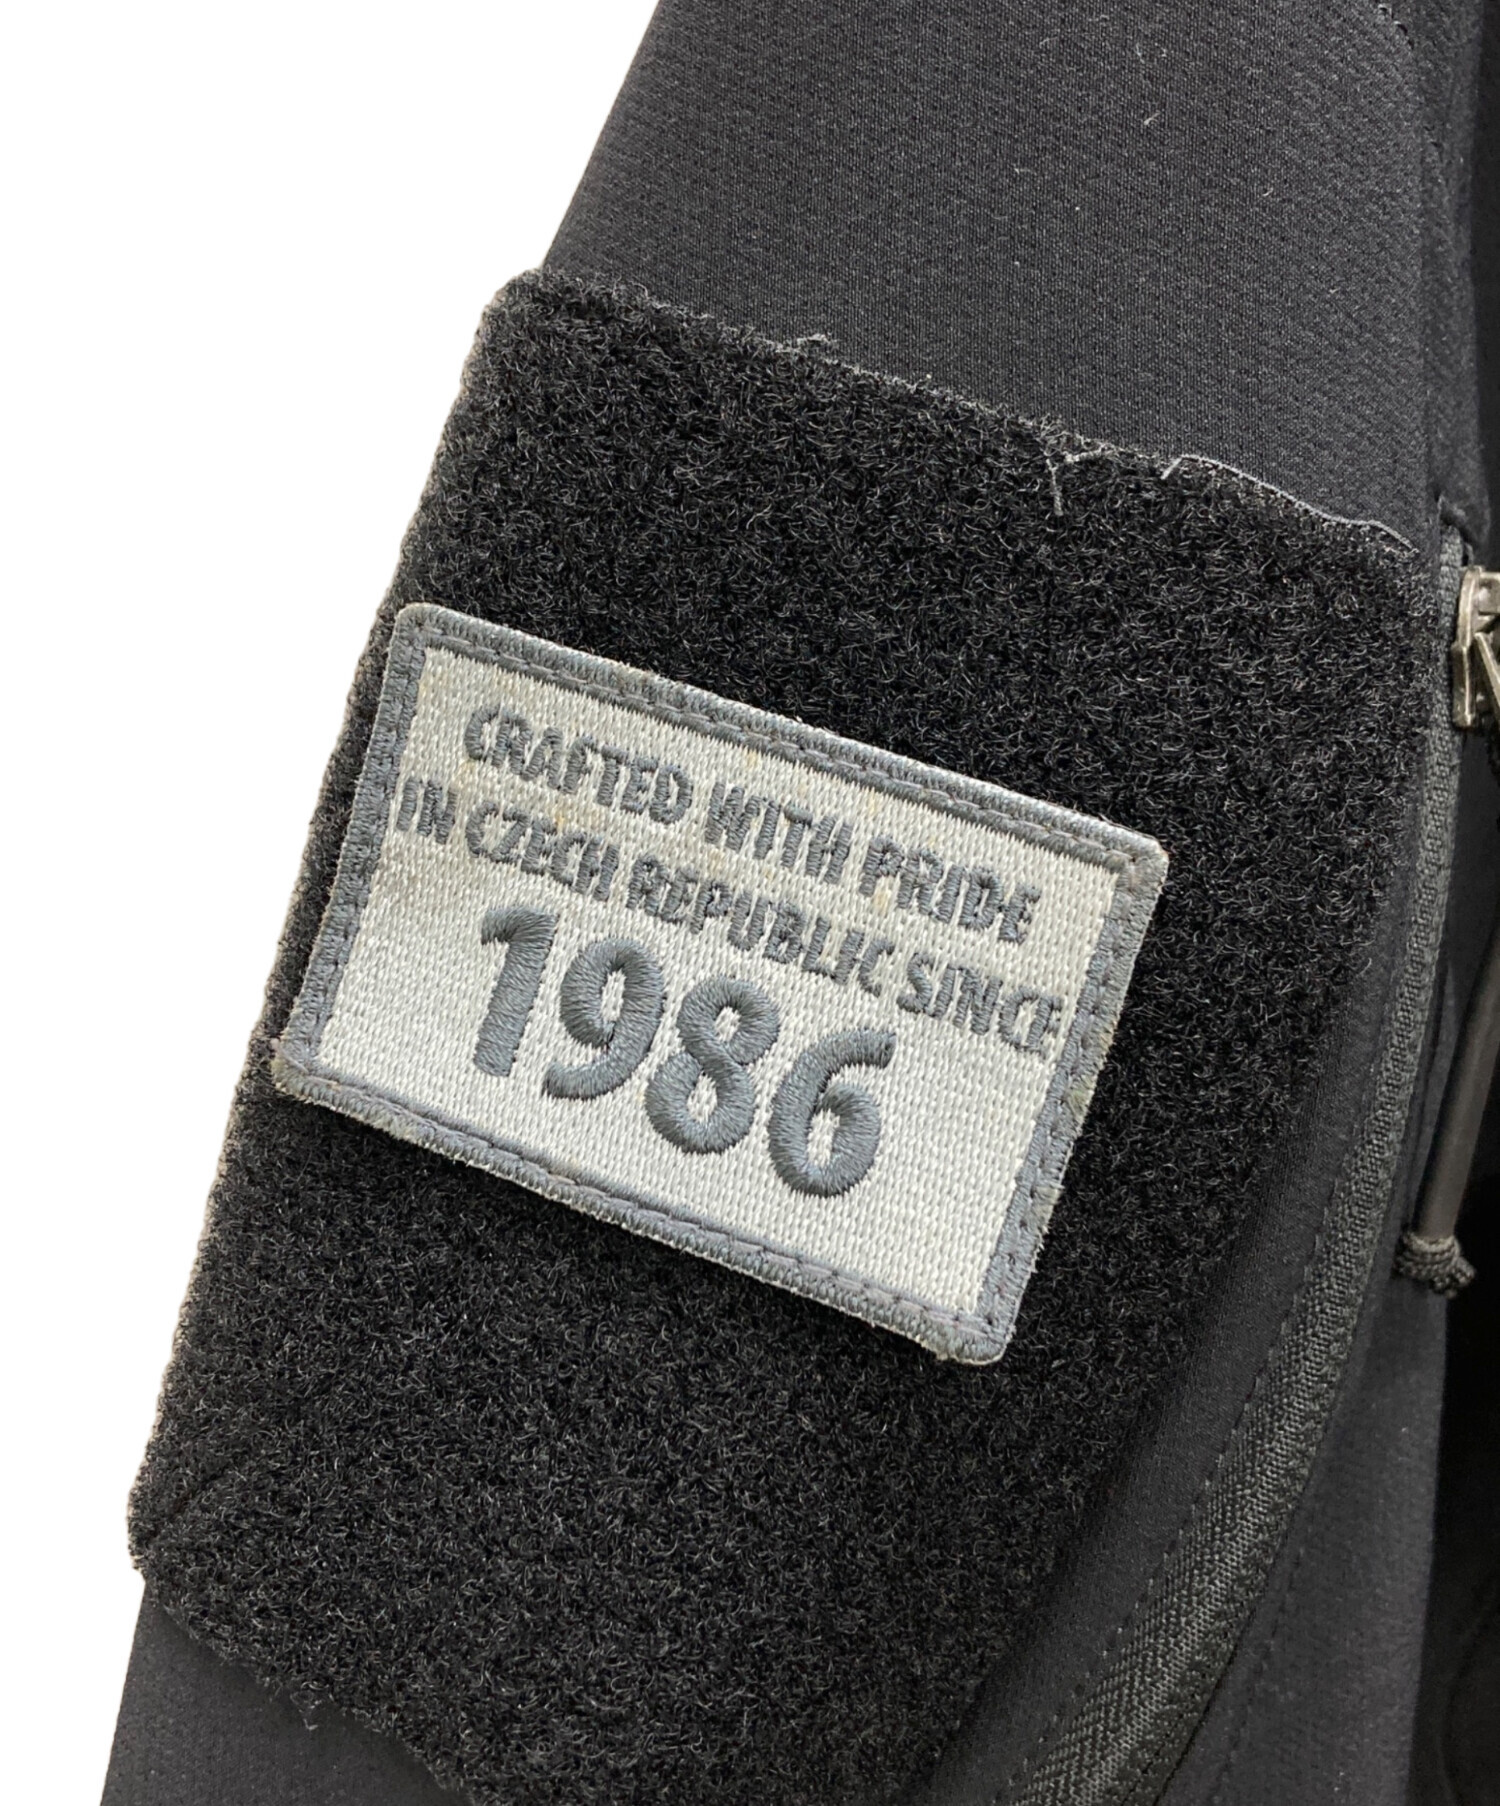 CRAFTED WITH PRIDE
IN CZECH REPUBLIC SINCE
1986